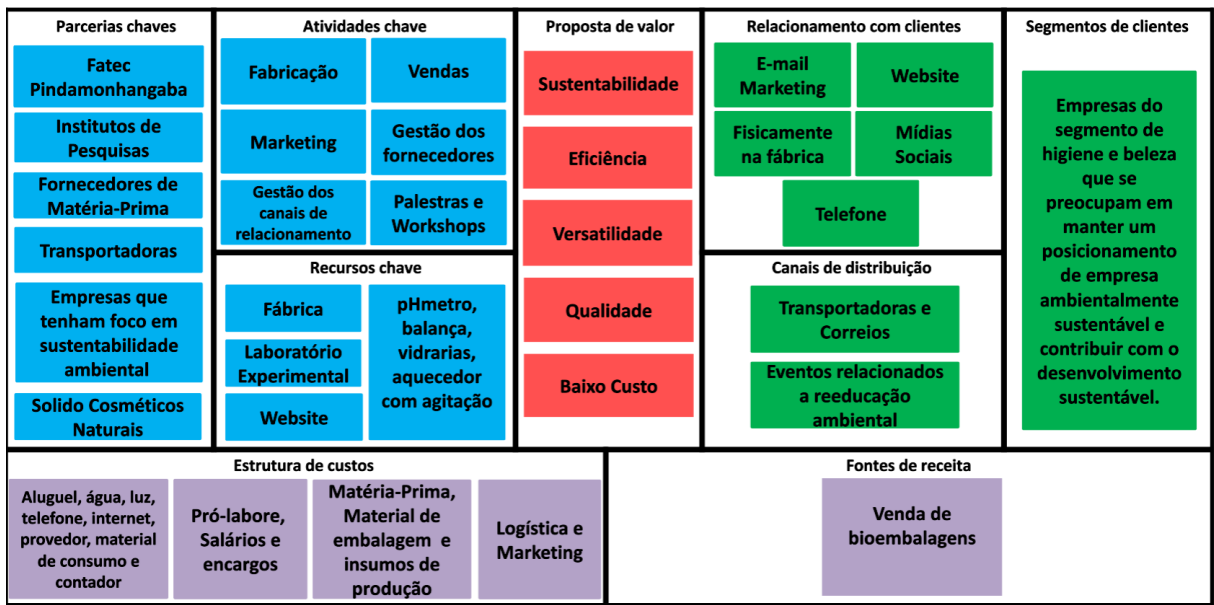 Parcerias chaves
Fatec
Pindamonhangaba
Institutos de
Pesquisas
Fornecedores de
Matéria-Prima
Transportadoras
Empresas que
tenham foco em
sustentabilidade
ambiental
Solido Cosméticos
Naturais
Atividades chave
Fabricação
Vendas
Marketing
Gestão dos
fornecedores
Gestão dos
canais de
relacionamento
Palestras e
Workshops
Recursos chave
Fábrica
Laboratório
Experimental
Website
pHmetro,
balança,
vidrarias,
aquecedor
com agitação
Proposta de valor
Sustentabilidade
Eficiência
Versatilidade
Qualidade
Baixo Custo
Relacionamento com clientes
E-mail
Marketing
Website
Fisicamente
na fábrica
Mídias
Sociais
Telefone
Canais de distribuição
Transportadoras e
Correios
Eventos relacionados
a reeducação
ambiental
Segmentos de clientes
Empresas do
segmento de
higiene e beleza
que se
preocupam em
manter um
posicionamento
de empresa
ambientalmente
sustentável e
contribuir com o
desenvolvimento
sustentável.
Estrutura de custos
Aluguel, água, luz,
telefone, internet,
provedor, material
de consumo e
contador
Pró-labore,
Salários e
encargos
Matéria-Prima,
Material de
embalagem e
insumos de
produção
Logística e
Marketing
Fontes de receita
Venda de
bioembalagens